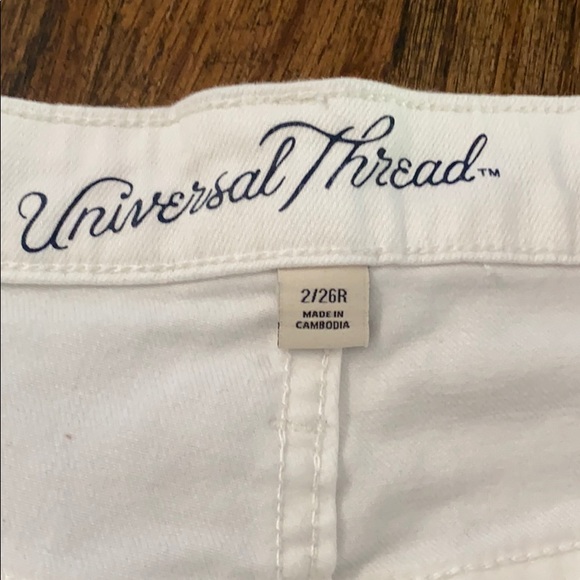 Universal Thread™
2/26R
MADE IN
CAMBODIA